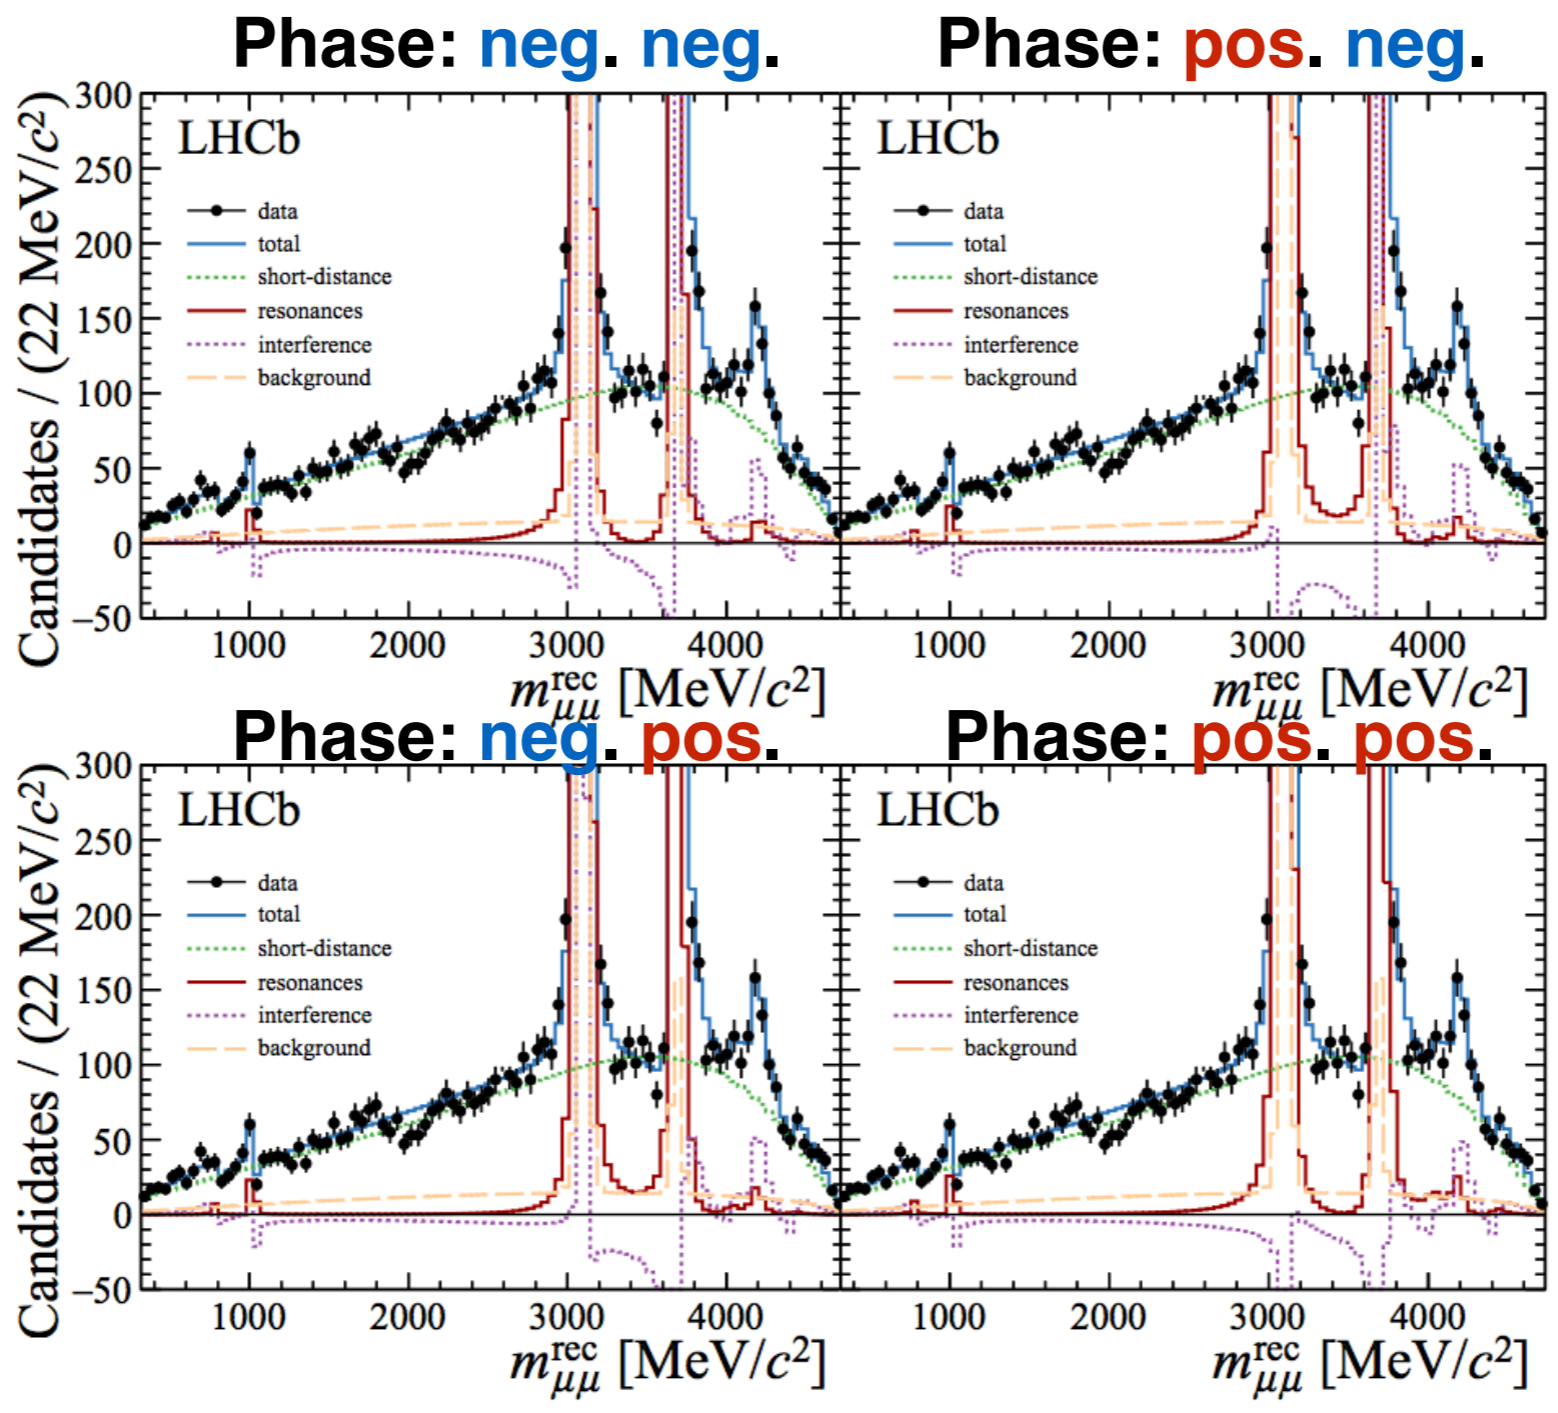 Phase: neg. neg.
Phase: pos. neg.
Candidates / (22 MeV/c²)
300
250
200
150
100
50
0
−50
LHCb
data
total
short-distance
resonances
interference
background
LHCb
data
total
short-distance
resonances
interference
background
1000 2000 3000 4000
1000 2000 3000 4000
m_μμ^rec [MeV/c²]
m_μμ^rec [MeV/c²]
Phase: neg. pos.
Phase: pos. pos.
Candidates / (22 MeV/c²)
300
250
200
150
100
50
0
−50
LHCb
data
total
short-distance
resonances
interference
background
LHCb
data
total
short-distance
resonances
interference
background
1000 2000 3000 4000
1000 2000 3000 4000
m_μμ^rec [MeV/c²]
m_μμ^rec [MeV/c²]